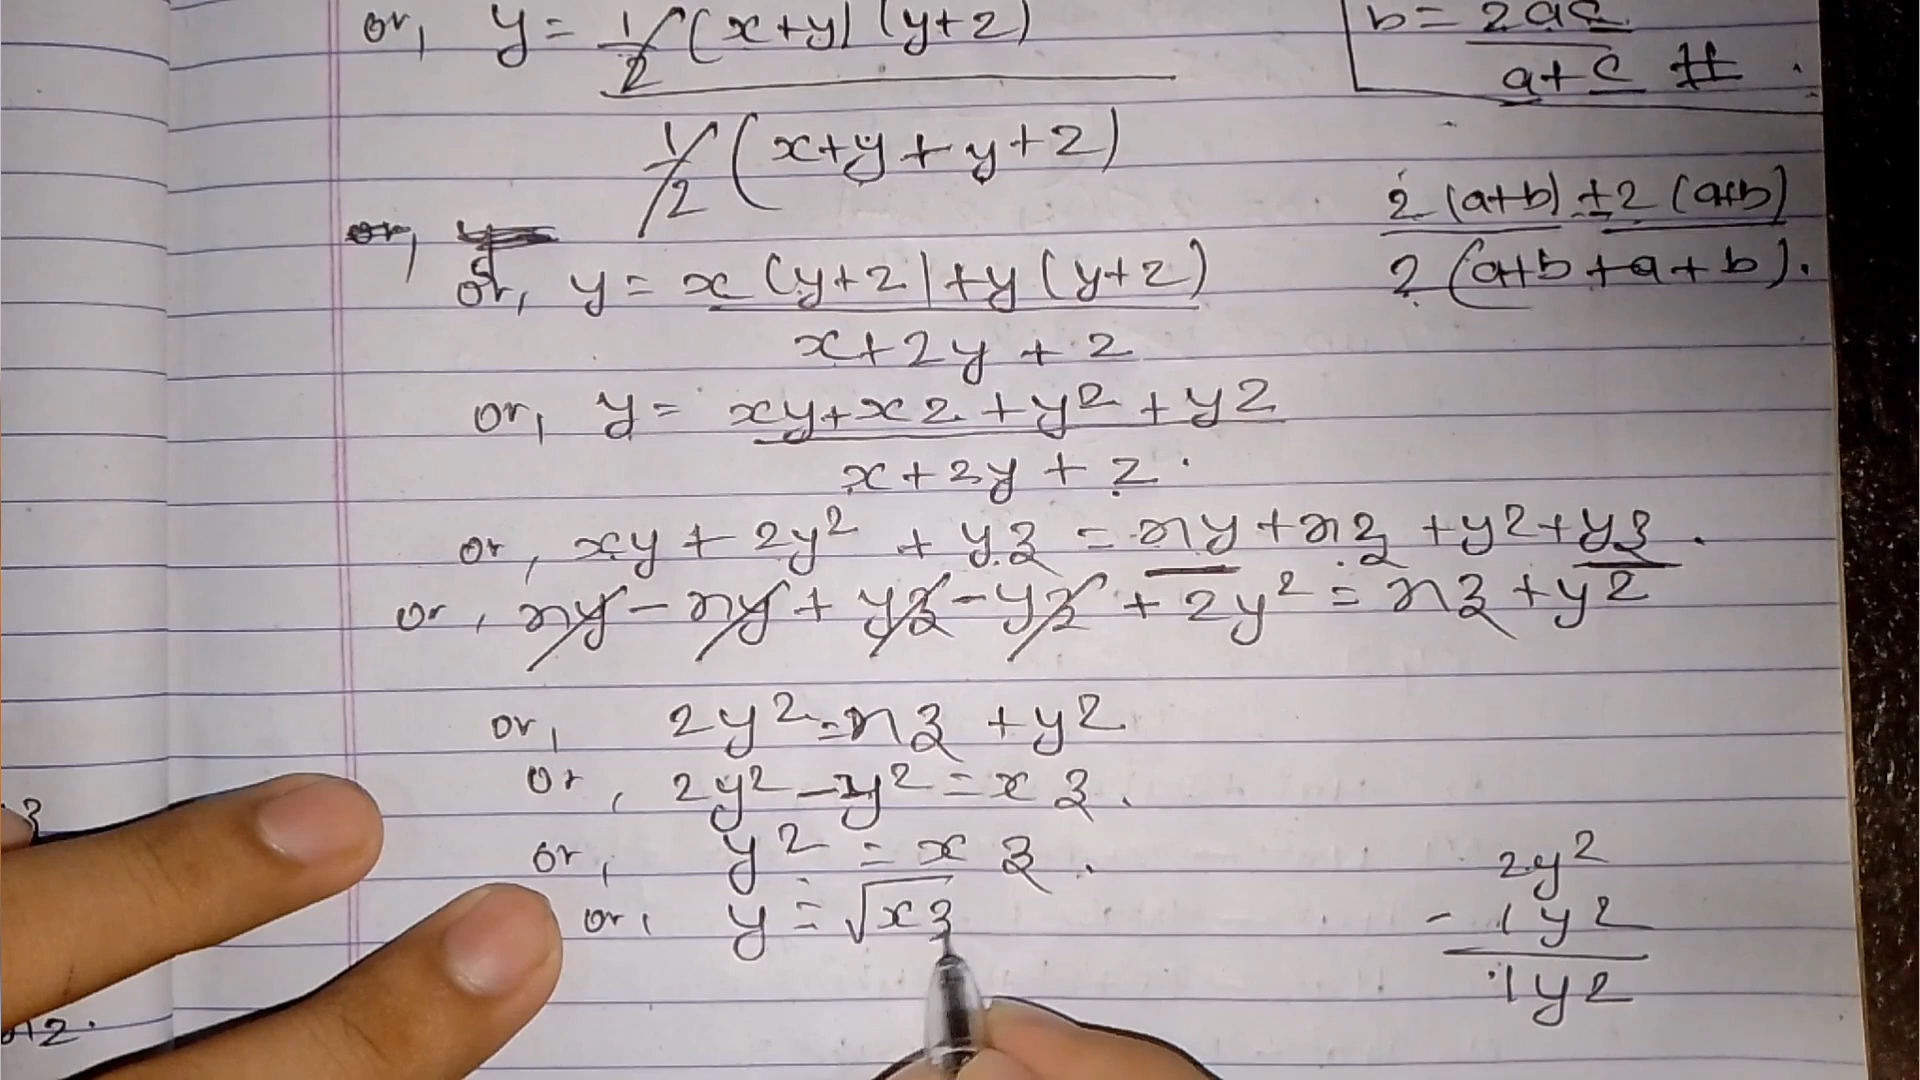 or, y = 1/2 (x+y) (y+z)
1/2 (x+y+y+z)
or,
or, y = x (y+z) + y (y+z)
x + 2y + z
or, y = xy + xz + y² + yz
x + 2y + z
or, xy + 2y² + yz = xy + xz + y² + yz
or, xy - xy + yz - yz + 2y² = xz + y²
or, 2y² = xz + y²
or, 2y² - y² = xz
or, y² = xz
or, y = √xz
b = 2ac
a+c #
2 (a+b) + 2 (a+b)
2 (a+b+a+b)
2y²
- 1y²
1y²